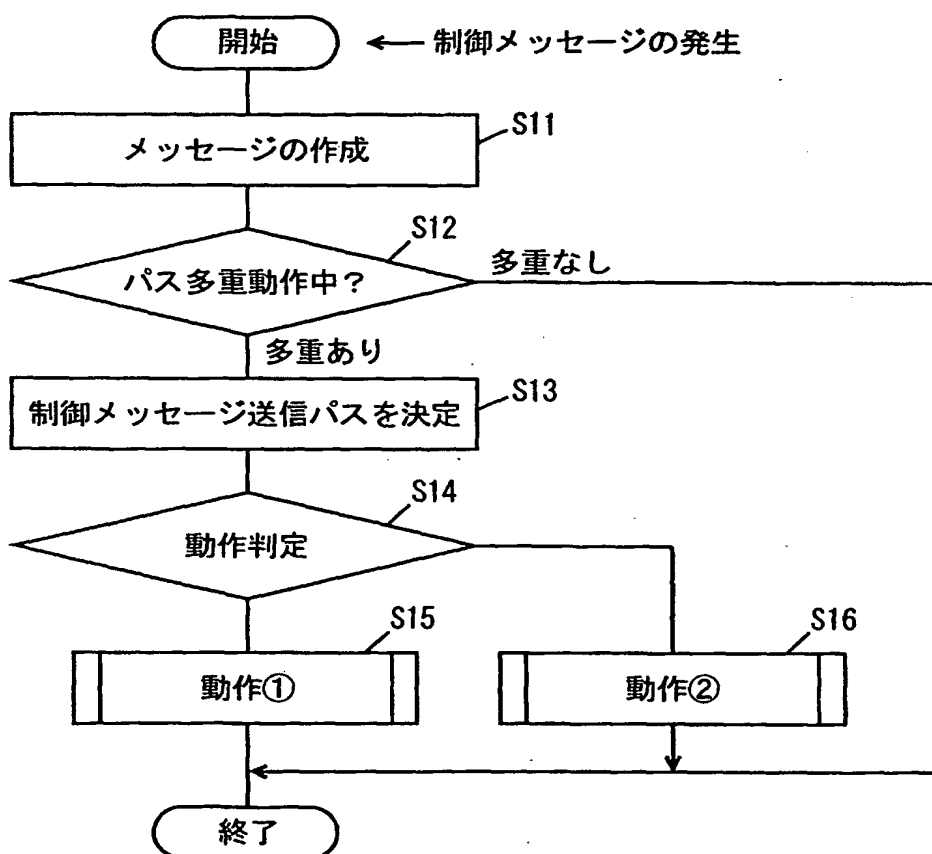 開始
← 制御メッセージの発生
メッセージの作成
S11
S12
パス多重動作中？
多重なし
多重あり
S13
制御メッセージ送信パスを決定
S14
動作判定
S15
動作①
S16
動作②
終了